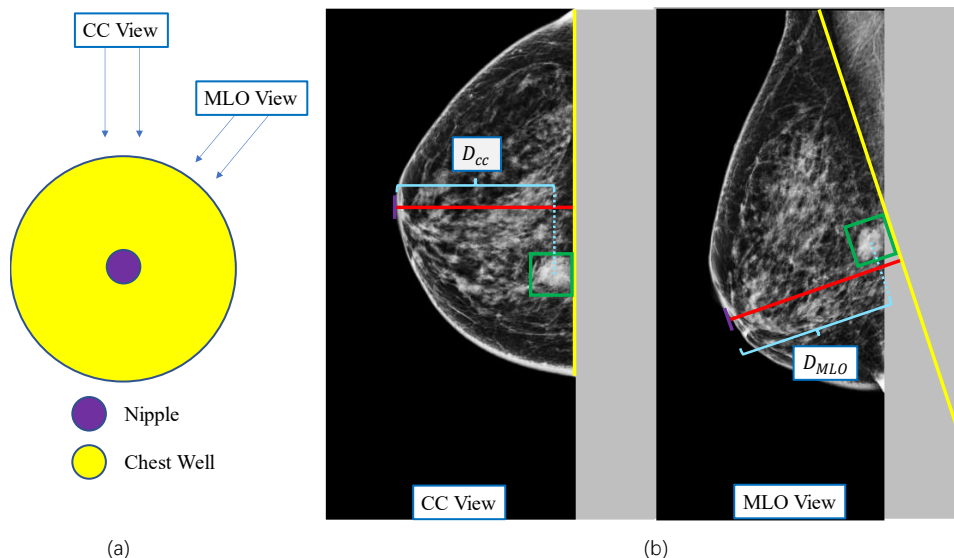 CC View
MLO View
Nipple
Chest Well
(a)
D_cc
D_MLO
CC View
MLO View
(b)